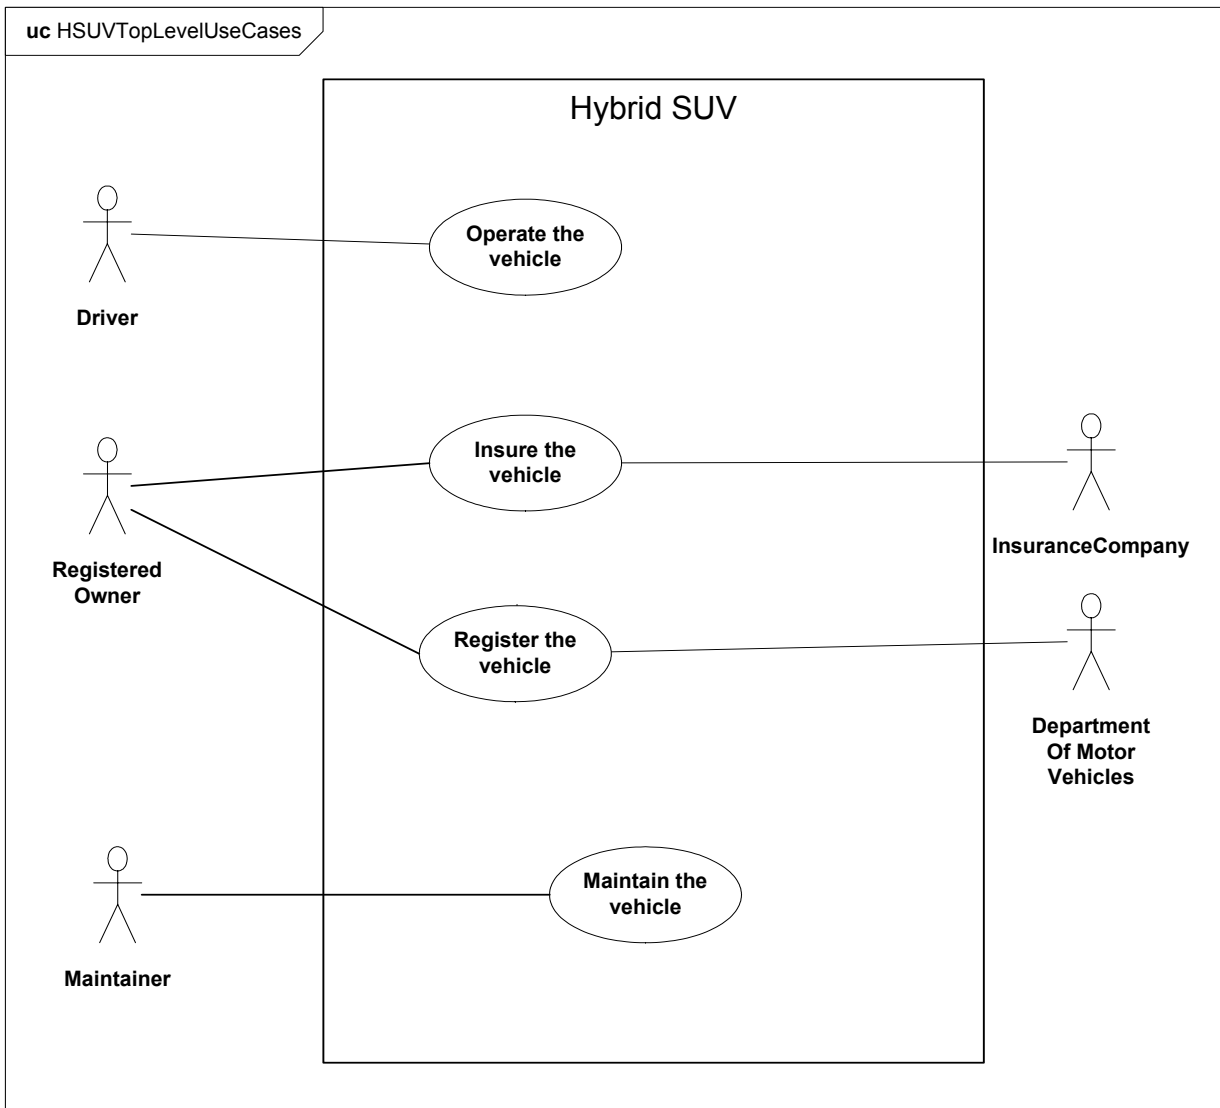 uc HSUVTopLevelUseCases
Hybrid SUV
Operate the
vehicle
Driver
Insure the
vehicle
InsuranceCompany
Registered
Owner
Register the
vehicle
Department
Of Motor
Vehicles
Maintain the
vehicle
Maintainer